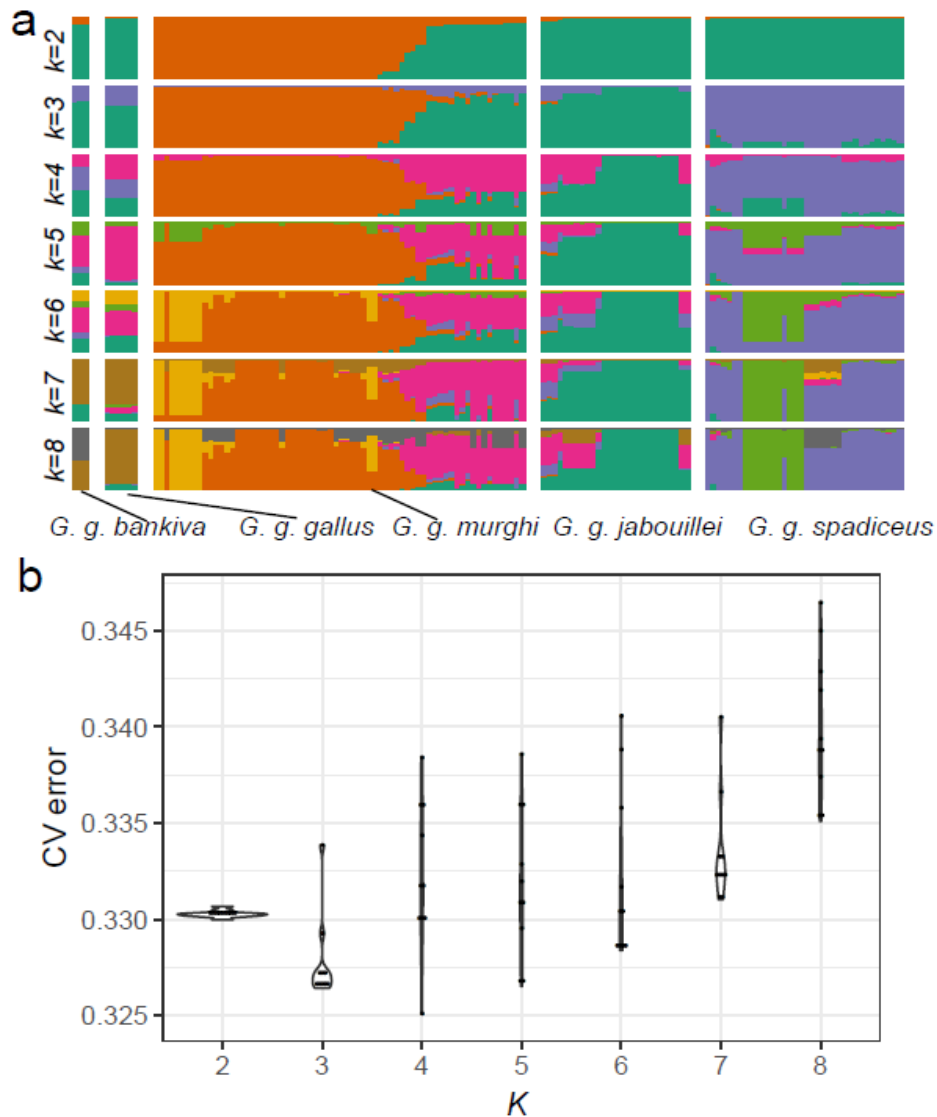 a
k=2
k=3
k=4
k=5
k=6
k=7
k=8
G. g. bankiva G. g. gallus G. g. murghi G. g. jabouillei G. g. spadiceus
b
0.345
0.340
0.335
0.330
0.325
CV error
2 3 4 5 6 7 8
K